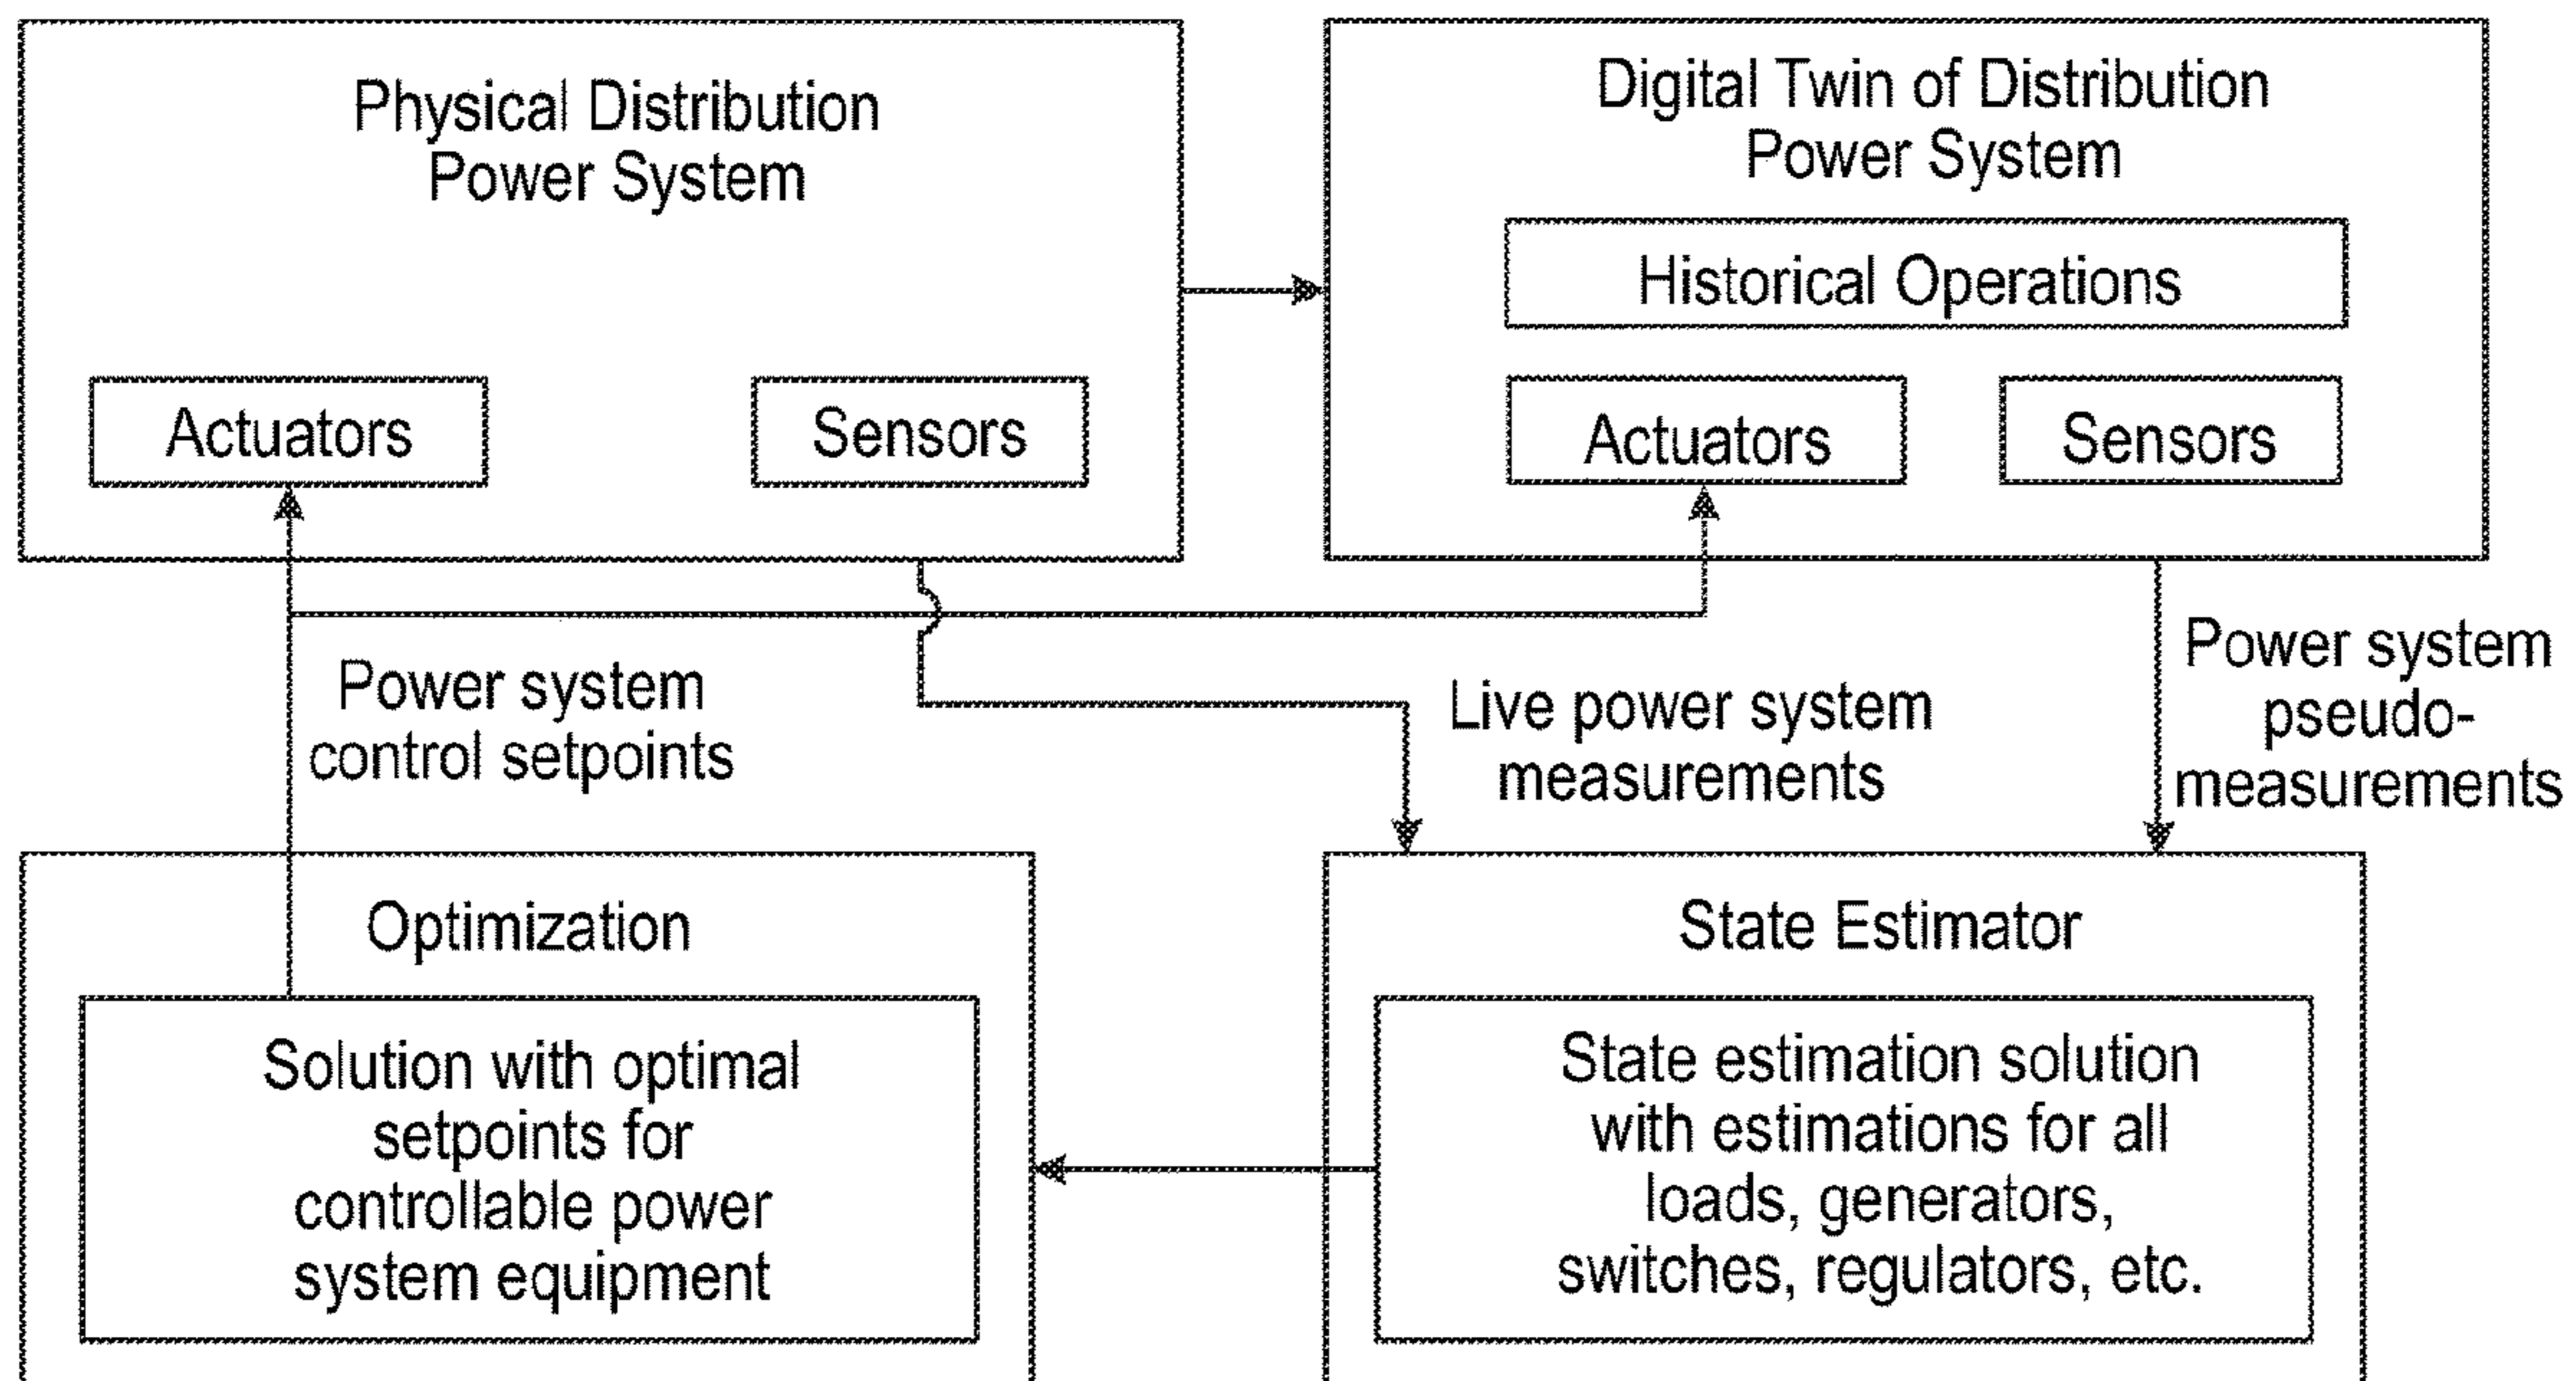 Physical Distribution
Power System
Actuators
Sensors
Digital Twin of Distribution
Power System
Historical Operations
Actuators
Sensors
Power system
control setpoints
Live power system
measurements
Power system
pseudo-
measurements
Optimization
Solution with optimal
setpoints for
controllable power
system equipment
State Estimator
State estimation solution
with estimations for all
loads, generators,
switches, regulators, etc.